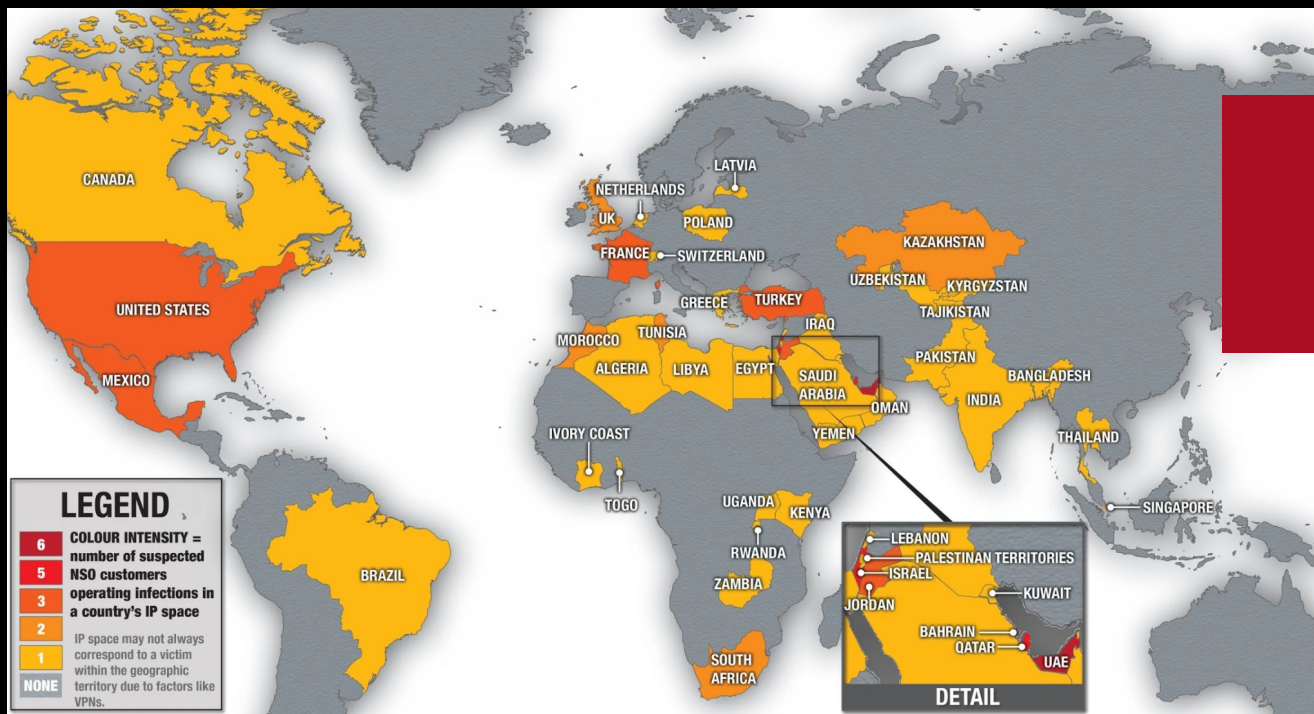 CANADA
UNITED STATES
MEXICO
BRAZIL
LATVIA
NETHERLANDS
UK
POLAND
FRANCE
SWITZERLAND
GREECE
TURKEY
KAZAKHSTAN
UZBEKISTAN
KYRGYZSTAN
TAJIKISTAN
MOROCCO
TUNISIA
IRAQ
ALGERIA
LIBYA
EGYPT
SAUDI
ARABIA
OMAN
YEMEN
PAKISTAN
INDIA
BANGLADESH
THAILAND
SINGAPORE
IVORY COAST
TOGO
UGANDA
KENYA
RWANDA
ZAMBIA
SOUTH
AFRICA
LEGEND
6
5
3
2
1
NONE
COLOUR INTENSITY =
number of suspected
NSO customers
operating infections in
a country's IP space
IP space may not always
correspond to a victim
within the geographic
territory due to factors like
VPNs.
LEBANON
PALESTINAN TERRITORIES
ISRAEL
JORDAN
KUWAIT
BAHRAIN
QATAR
UAE
DETAIL